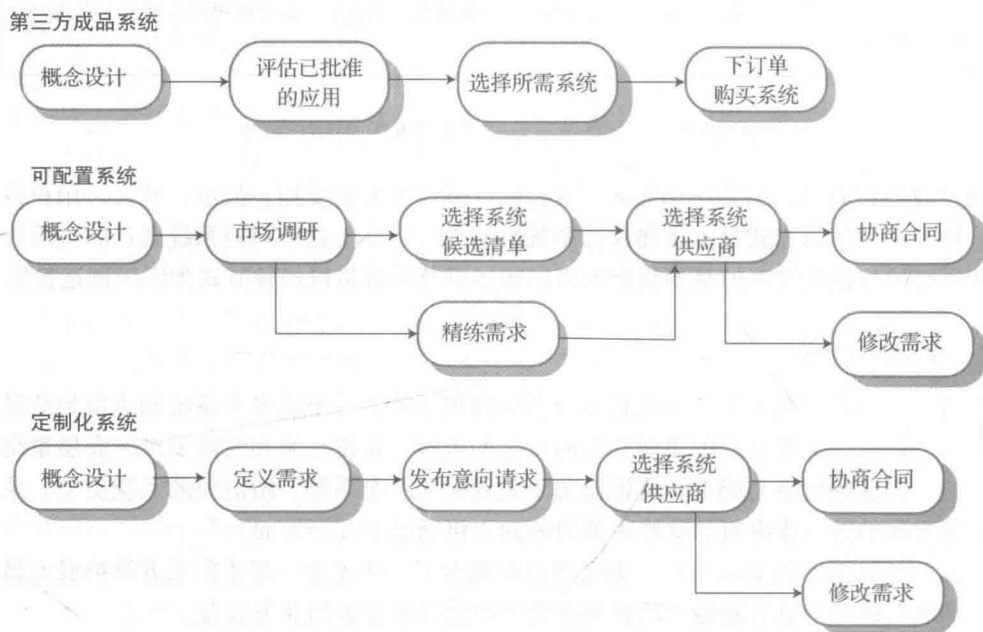 第三方成品系统
概念设计
评估已批准
的应用
选择所需系统
下订单
购买系统
可配置系统
概念设计
市场调研
选择系统
候选清单
选择系统
供应商
协商合同
精练需求
修改需求
定制化系统
概念设计
定义需求
发布意向请求
选择系统
供应商
协商合同
修改需求